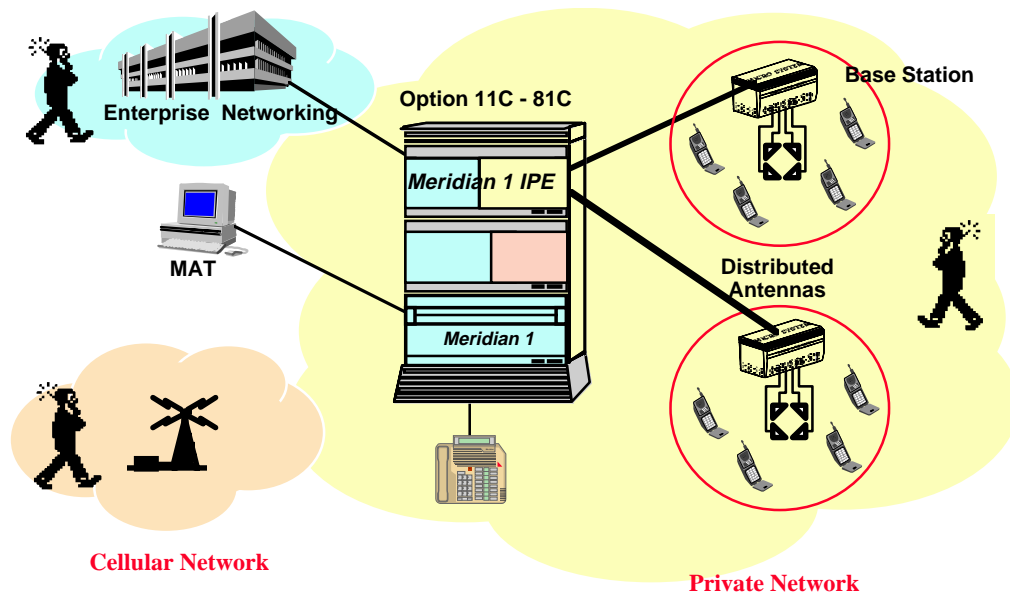 Enterprise Networking
Option 11C - 81C
Base Station
Meridian 1 IPE
MAT
Distributed
Antennas
Meridian 1
Cellular Network
Private Network